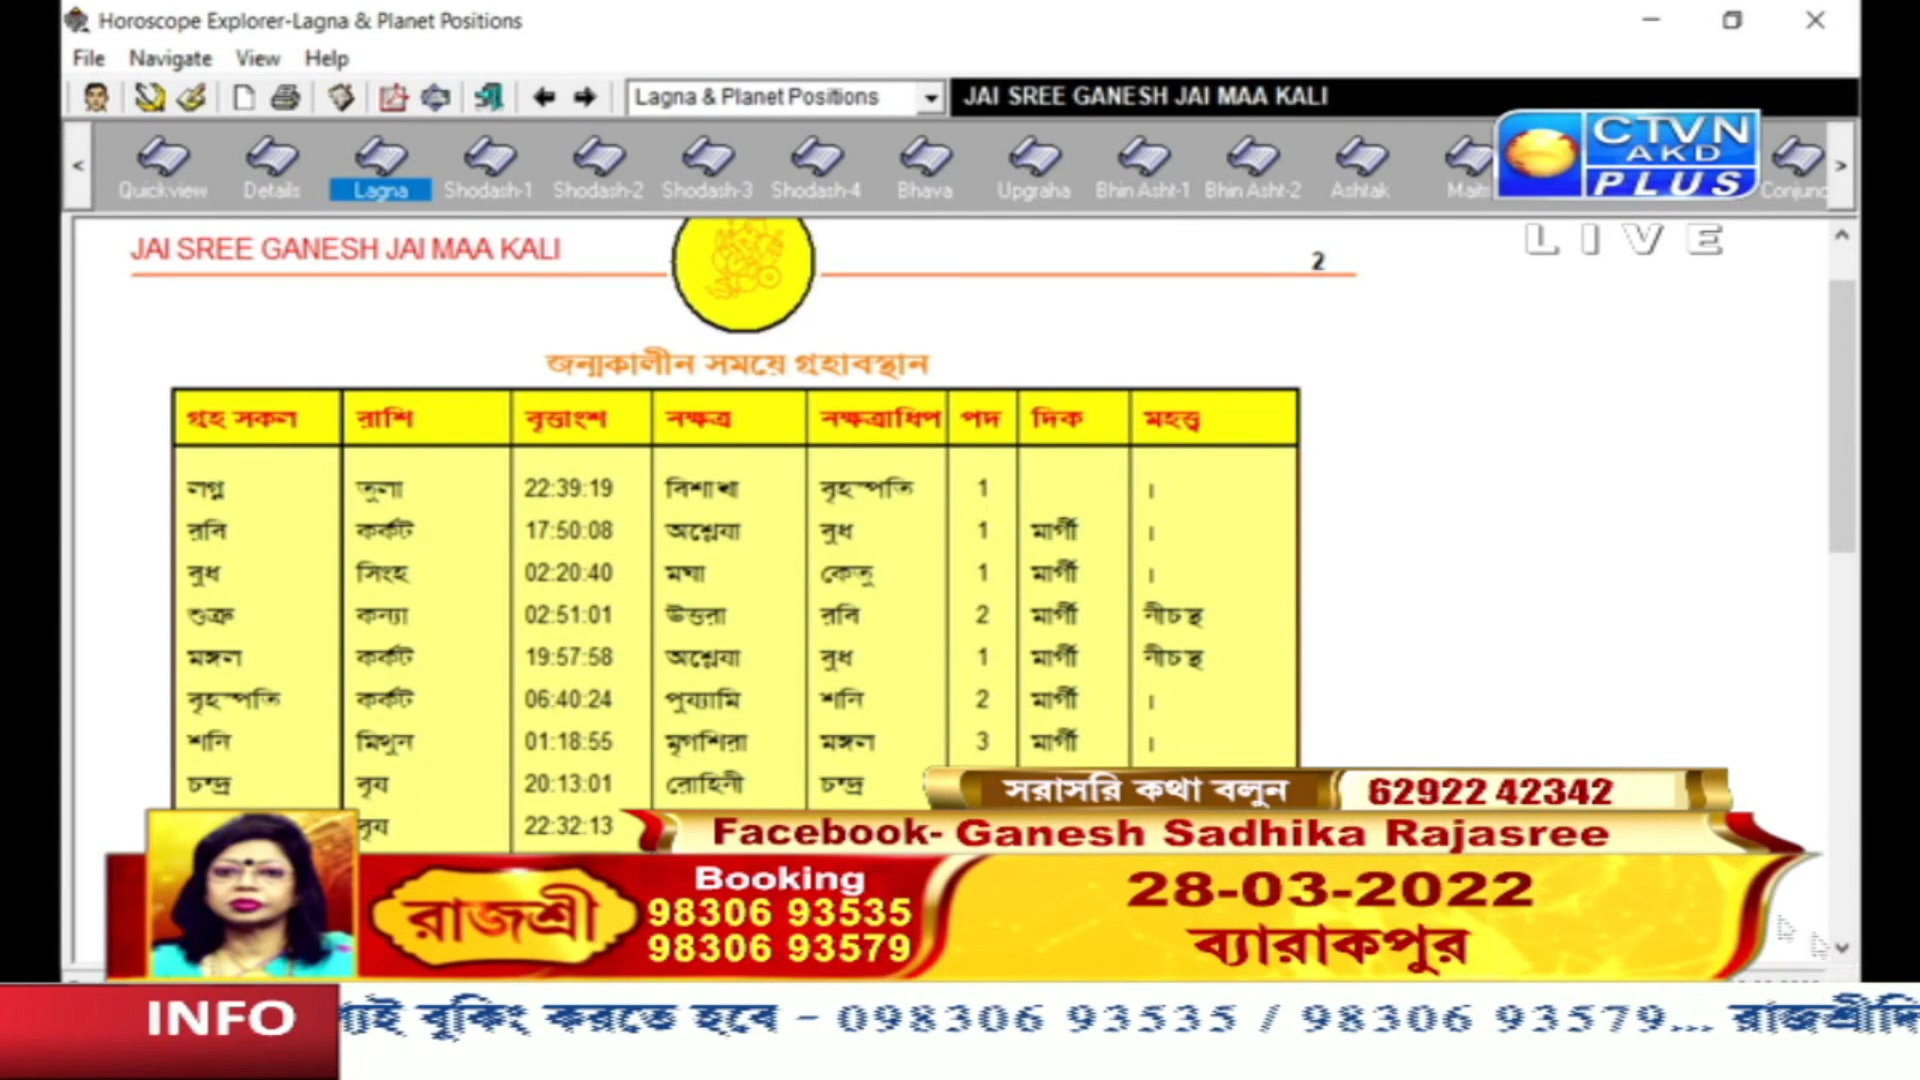 Horoscope Explorer-Lagna & Planet Positions
File Navigate View Help
Lagna & Planet Positions
JAI SREE GANESH JAI MAA KALI
CTVN
AKD
PLUS
LIVE
Quickview Details Lagna Shodash-1 Shodash-2 Shodash-3 Shodash-4 Bhava Upgraha Bhin Asht-1 Bhin Asht-2 Ashtak
JAI SREE GANESH JAI MAA KALI 2
জন্মকালীন সময়ে গ্রহাবস্থান
গ্রহ সকল রাশি বৃত্তাংশ নক্ষত্র নক্ষত্রাধিপ পদ দিক মহত্ত্ব
লগ্ন তুলা 22:39:19 বিশাখা বৃহস্পতি 1 ।
রবি কর্কট 17:50:08 অশ্লেষা বুধ 1 মার্গী ।
বুধ সিংহ 02:20:40 মঘা কেতু 1 মার্গী ।
শুক্র কন্যা 02:51:01 উত্তরা রবি 2 মার্গী নীচস্থ
মঙ্গল কর্কট 19:57:58 অশ্লেষা বুধ 1 মার্গী নীচস্থ
বৃহস্পতি কর্কট 06:40:24 পুষ্যামি শনি 2 মার্গী ।
শনি মিথুন 01:18:55 মৃগশিরা মঙ্গল 3 মার্গী ।
চন্দ্র বৃষ 20:13:01 রোহিনী চন্দ্র
বৃষ 22:32:13
সরাসরি কথা বলুন 62922 42342
Facebook- Ganesh Sadhika Rajasree
রাজশ্রী
Booking
98306 93535
98306 93579
28-03-2022
ব্যারাকপুর
INFO
বুকিং করতে হবে - 098306 93535 / 98306 93579... রাজশ্রীদি